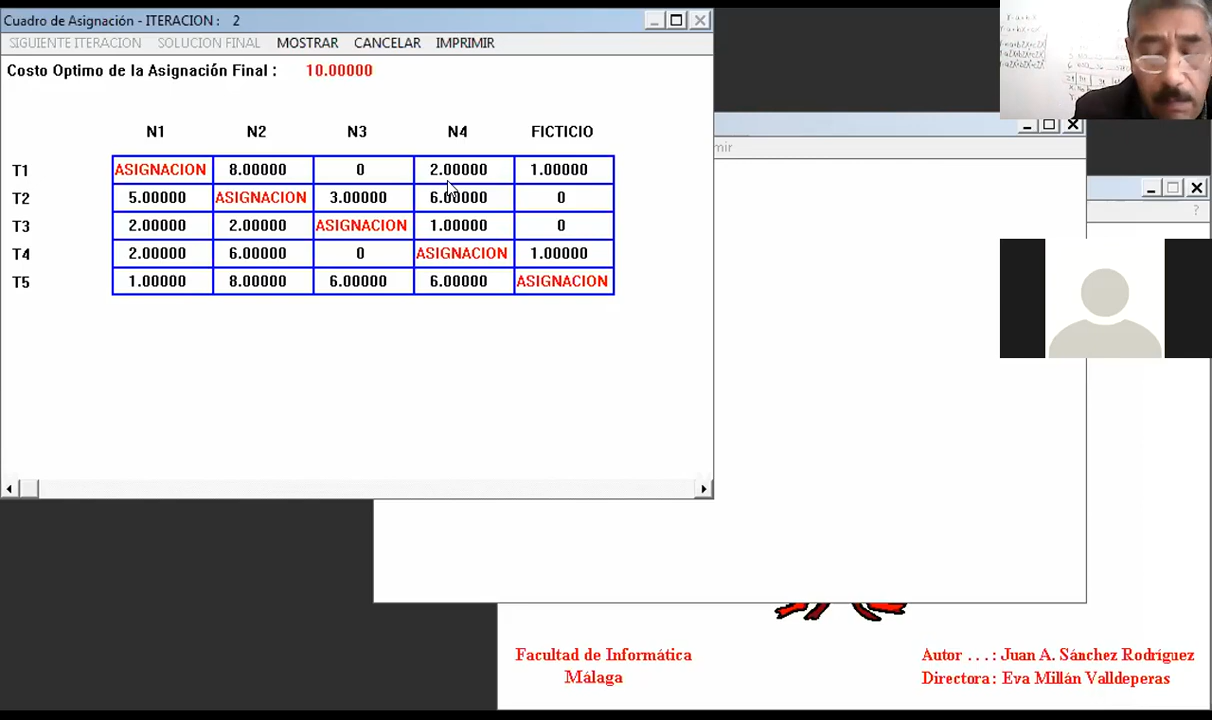 Cuadro de Asignación - ITERACION : 2
SIGUIENTE ITERACION SOLUCION FINAL MOSTRAR CANCELAR IMPRIMIR
Costo Optimo de la Asignación Final : 10.00000
N1 N2 N3 N4 FICTICIO
T1 ASIGNACION 8.00000 0 2.00000 1.00000
T2 5.00000 ASIGNACION 3.00000 6.00000 0
T3 2.00000 2.00000 ASIGNACION 1.00000 0
T4 2.00000 6.00000 0 ASIGNACION 1.00000
T5 1.00000 8.00000 6.00000 6.00000 ASIGNACION
mir
?
Facultad de Informática
Málaga
Autor . . . : Juan A. Sánchez Rodríguez
Directora : Eva Millán Valldeperas